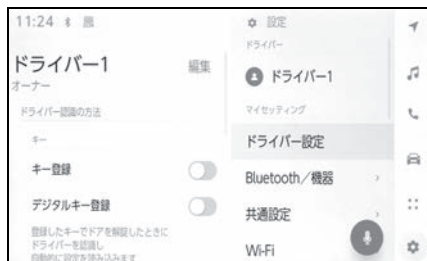 11:24
ドライバー1
編集
オーナー
ドライバー認識の方法
キー
キー登録
デジタルキー登録
登録したキーでドアを解錠したときに
ドライバーを認識し
自動的に設定を読み込みます
設定
ドライバー
ドライバー1
マイセッティング
ドライバー設定
Bluetooth／機器
共通設定
Wi-Fi